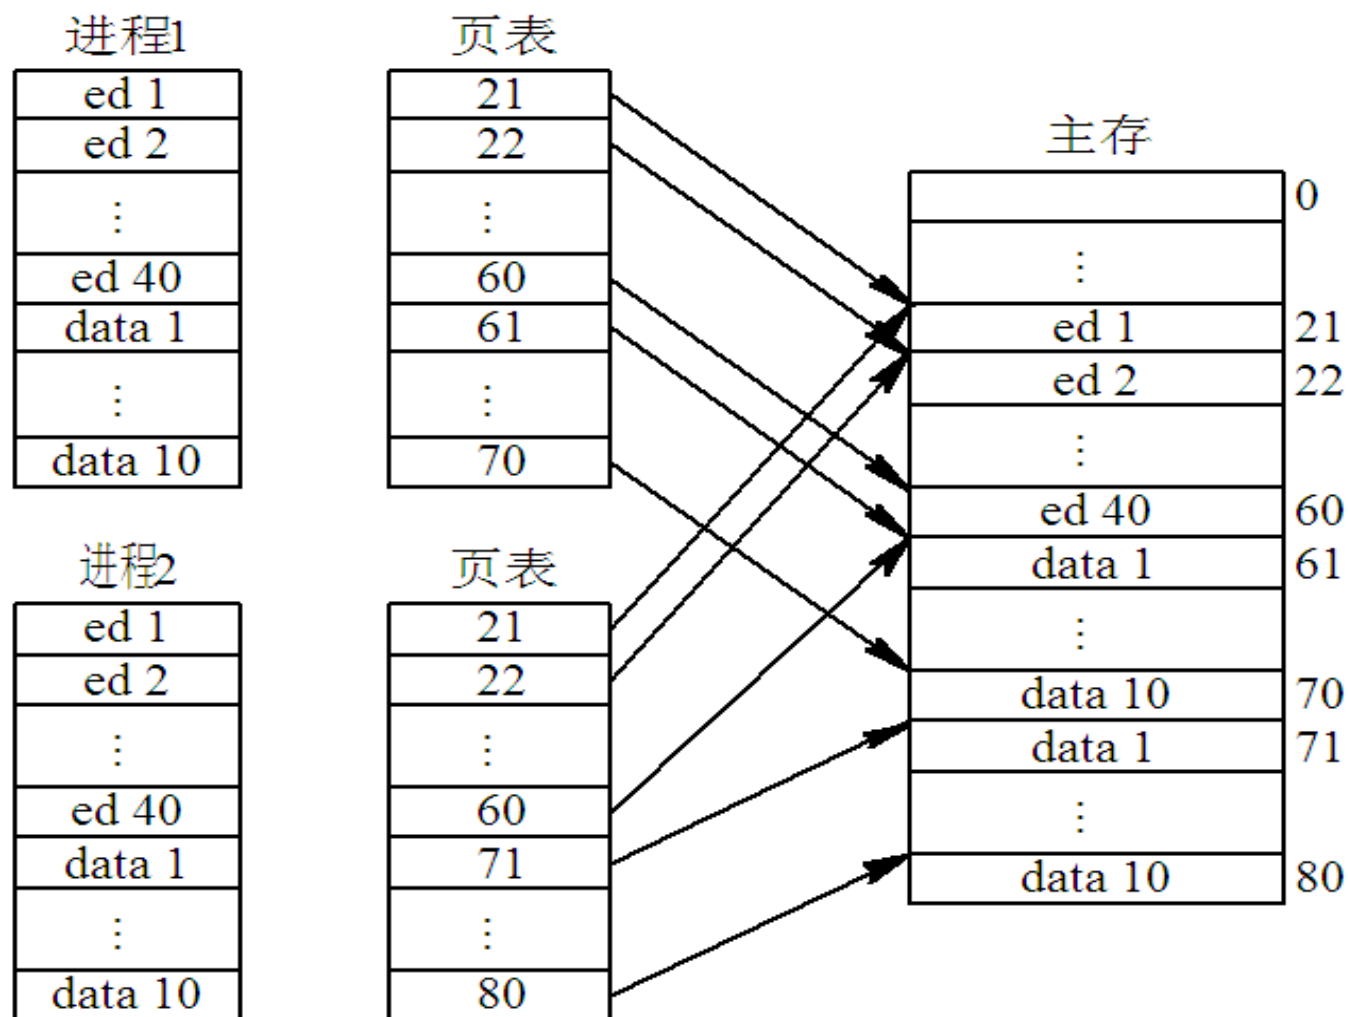 进程1
ed 1
ed 2
⋮
ed 40
data 1
⋮
data 10
页表
21
22
⋮
60
61
⋮
70
进程2
ed 1
ed 2
⋮
ed 40
data 1
⋮
data 10
页表
21
22
⋮
60
71
⋮
80
主存
0
⋮
ed 1 21
ed 2 22
⋮
ed 40 60
data 1 61
⋮
data 10 70
data 1 71
⋮
data 10 80